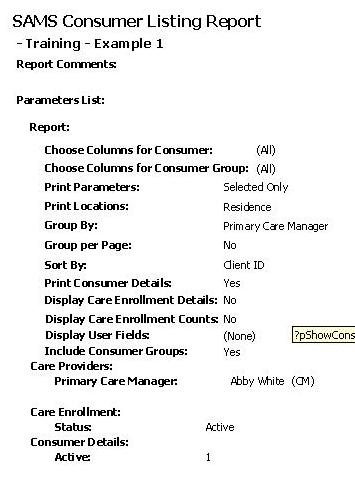 SAMS Consumer Listing Report
- Training - Example 1
Report Comments:
Parameters List:
Report:
Choose Columns for Consumer: (All)
Choose Columns for Consumer Group: (All)
Print Parameters: Selected Only
Print Locations: Residence
Group By: Primary Care Manager
Group per Page: No
Sort By: Client ID
Print Consumer Details: Yes
Display Care Enrollment Details: No
Display Care Enrollment Counts: No
Display User Fields: (None) ?pShowCons
Include Consumer Groups: Yes
Care Providers:
Primary Care Manager: Abby White (CM)
Care Enrollment:
Status: Active
Consumer Details:
Active: 1